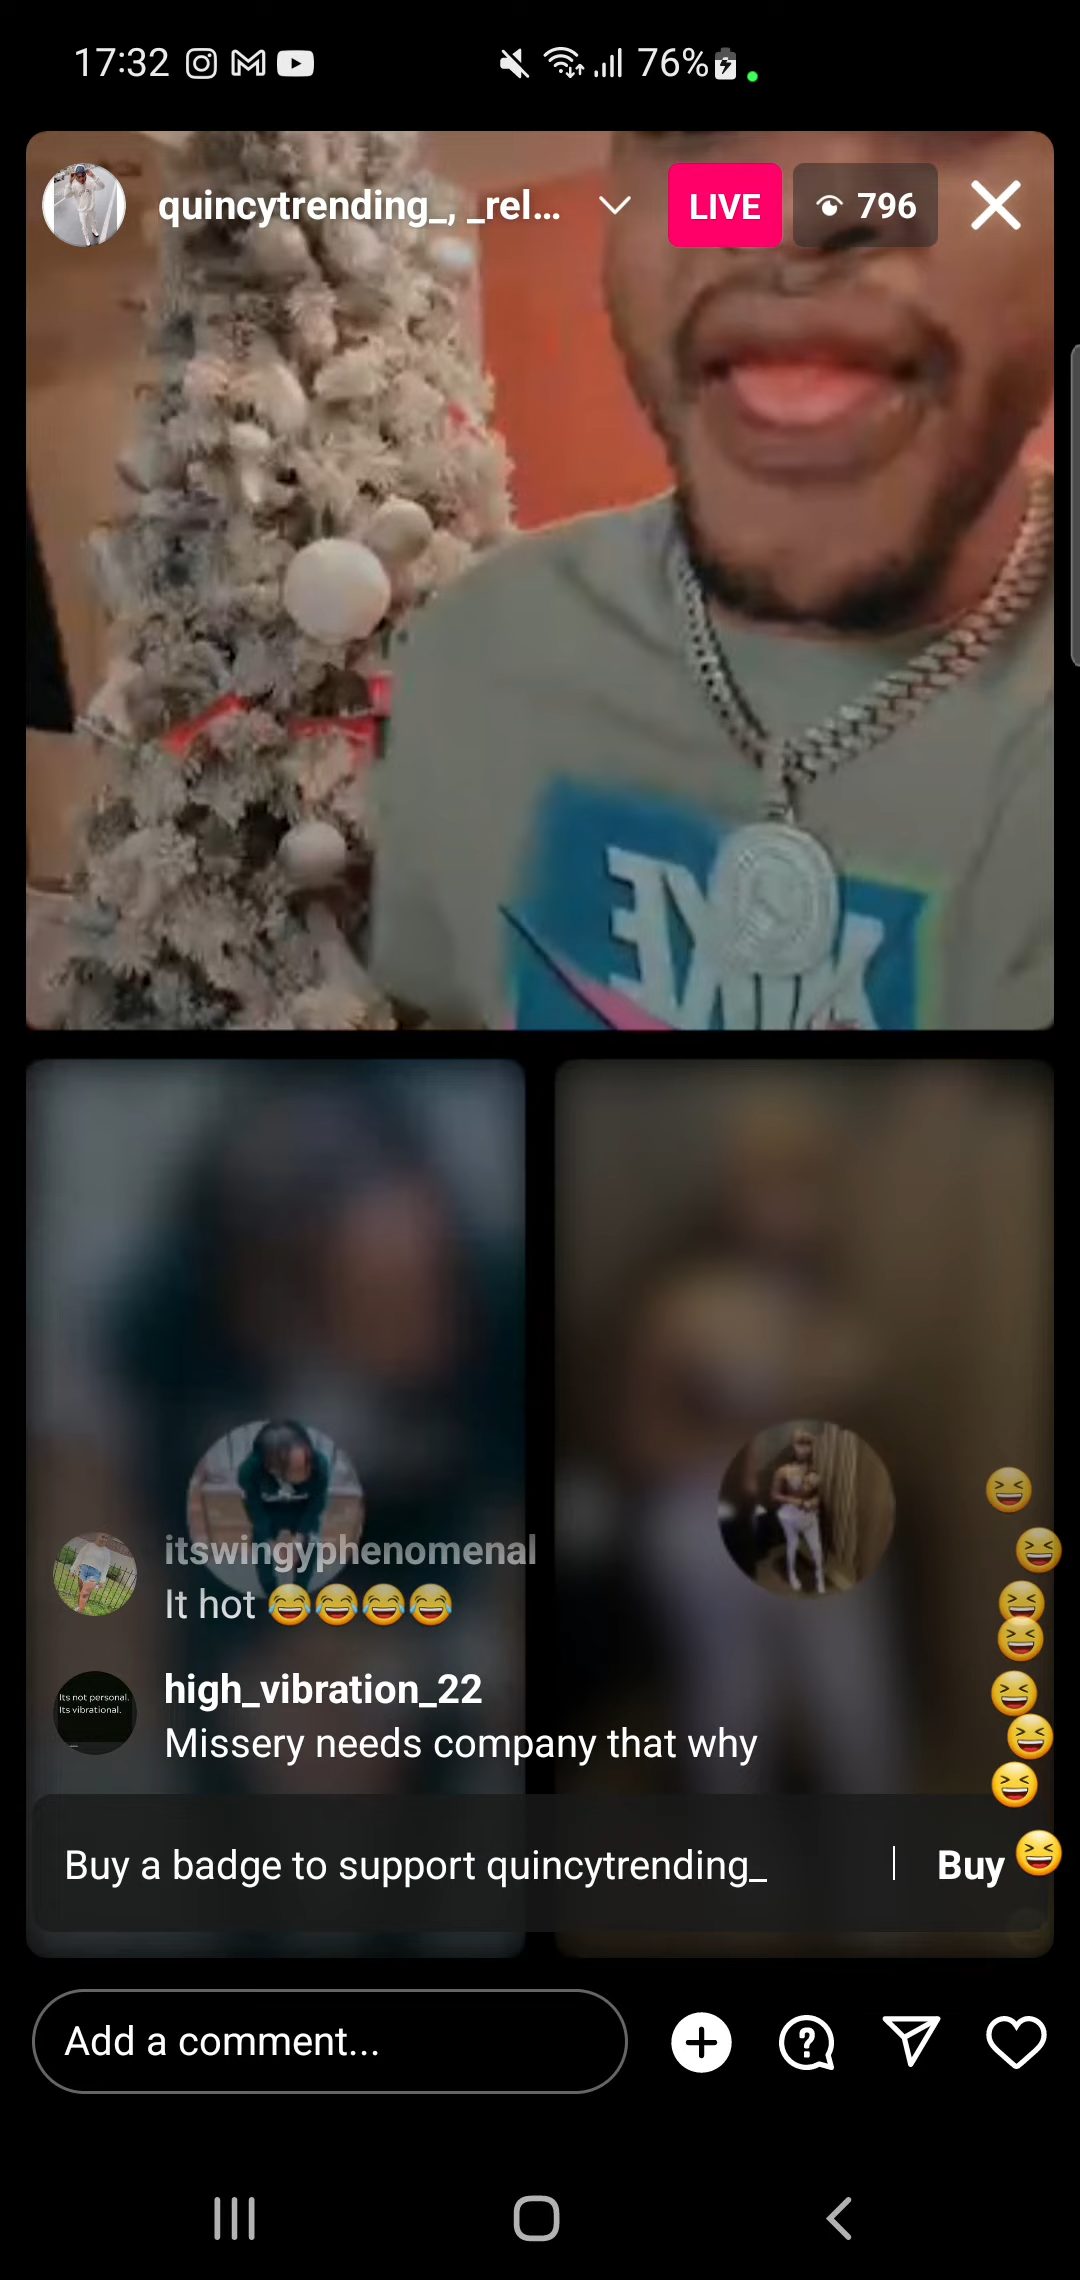 17:32 76%
quincytrending_, _rel... LIVE 796
NIKE
itswingyphenomenal
It hot 😂😂😂😂
Its not personal.
Its vibrational.
high_vibration_22
Missery needs company that why
Buy a badge to support quincytrending_ | Buy
Add a comment...